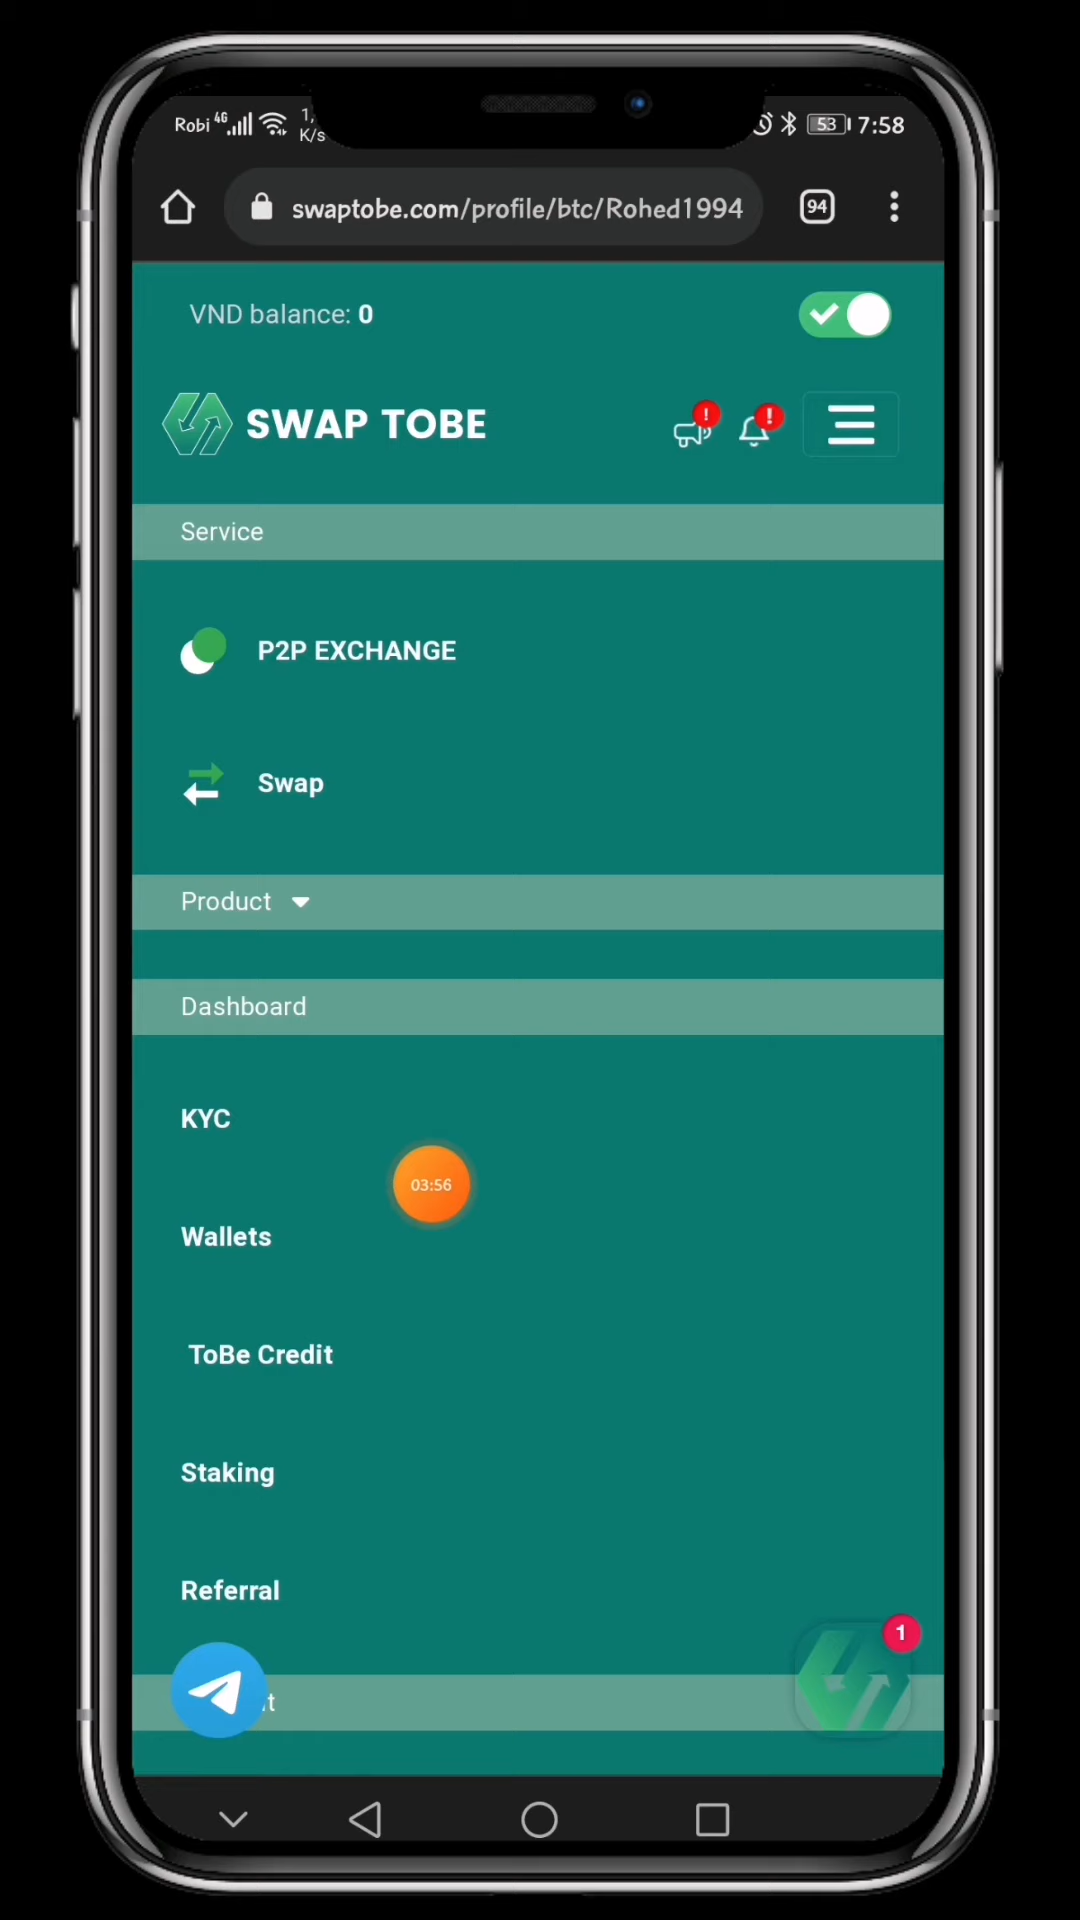 Robi 4G 1, K/s 53 7:58
swaptobe.com/profile/btc/Rohed1994 94
VND balance: 0
SWAP TOBE ! !
Service
P2P EXCHANGE
Swap
Product
Dashboard
KYC
03:56
Wallets
ToBe Credit
Staking
Referral
1